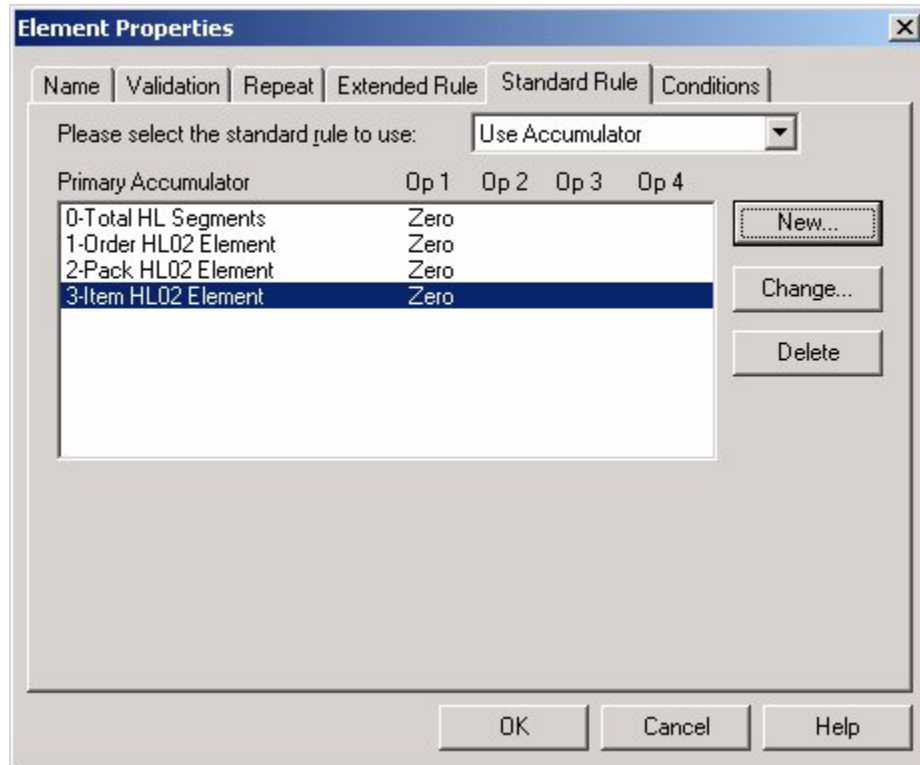 Element Properties
Name Validation Repeat Extended Rule Standard Rule Conditions
Please select the standard rule to use: Use Accumulator
Primary Accumulator Op 1 Op 2 Op 3 Op 4
0-Total HL Segments Zero
1-Order HL02 Element Zero
2-Pack HL02 Element Zero
3-Item HL02 Element Zero
New...
Change...
Delete
OK Cancel Help